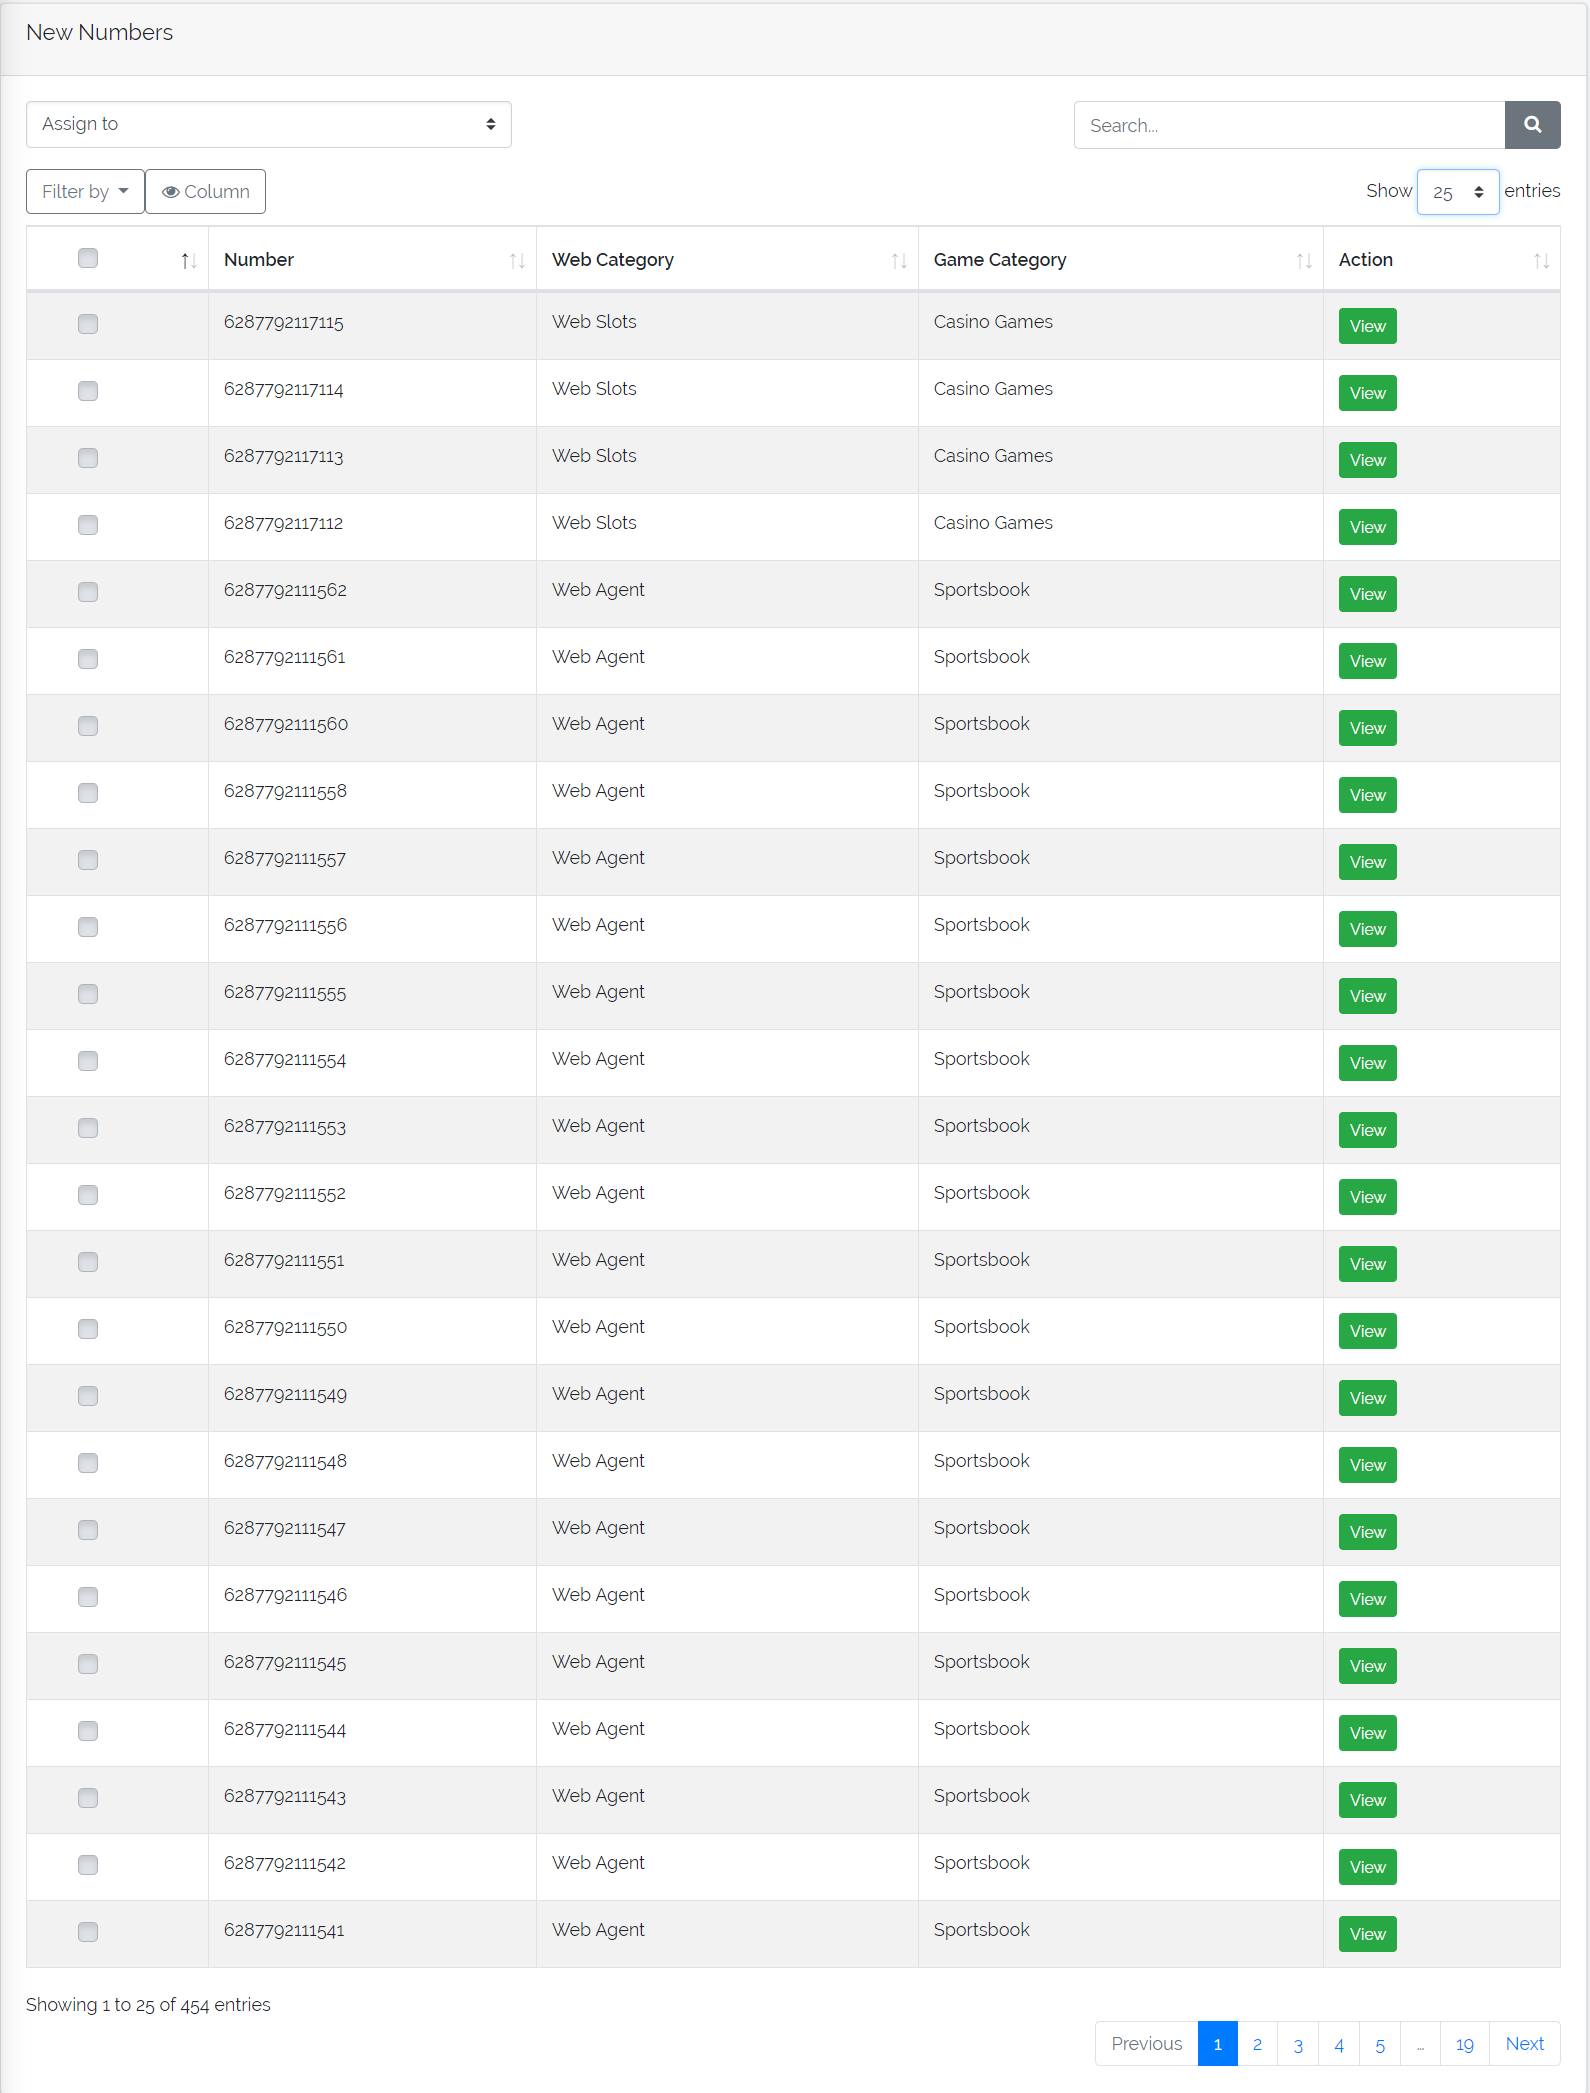 New Numbers
Assign to
Search...
Filter by Column Show 25 entries
Number Web Category Game Category Action
6287792117115 Web Slots Casino Games View
6287792117114 Web Slots Casino Games View
6287792117113 Web Slots Casino Games View
6287792117112 Web Slots Casino Games View
6287792111562 Web Agent Sportsbook View
6287792111561 Web Agent Sportsbook View
6287792111560 Web Agent Sportsbook View
6287792111558 Web Agent Sportsbook View
6287792111557 Web Agent Sportsbook View
6287792111556 Web Agent Sportsbook View
6287792111555 Web Agent Sportsbook View
6287792111554 Web Agent Sportsbook View
6287792111553 Web Agent Sportsbook View
6287792111552 Web Agent Sportsbook View
6287792111551 Web Agent Sportsbook View
6287792111550 Web Agent Sportsbook View
6287792111549 Web Agent Sportsbook View
6287792111548 Web Agent Sportsbook View
6287792111547 Web Agent Sportsbook View
6287792111546 Web Agent Sportsbook View
6287792111545 Web Agent Sportsbook View
6287792111544 Web Agent Sportsbook View
6287792111543 Web Agent Sportsbook View
6287792111542 Web Agent Sportsbook View
6287792111541 Web Agent Sportsbook View
Showing 1 to 25 of 454 entries
Previous 1 2 3 4 5 … 19 Next